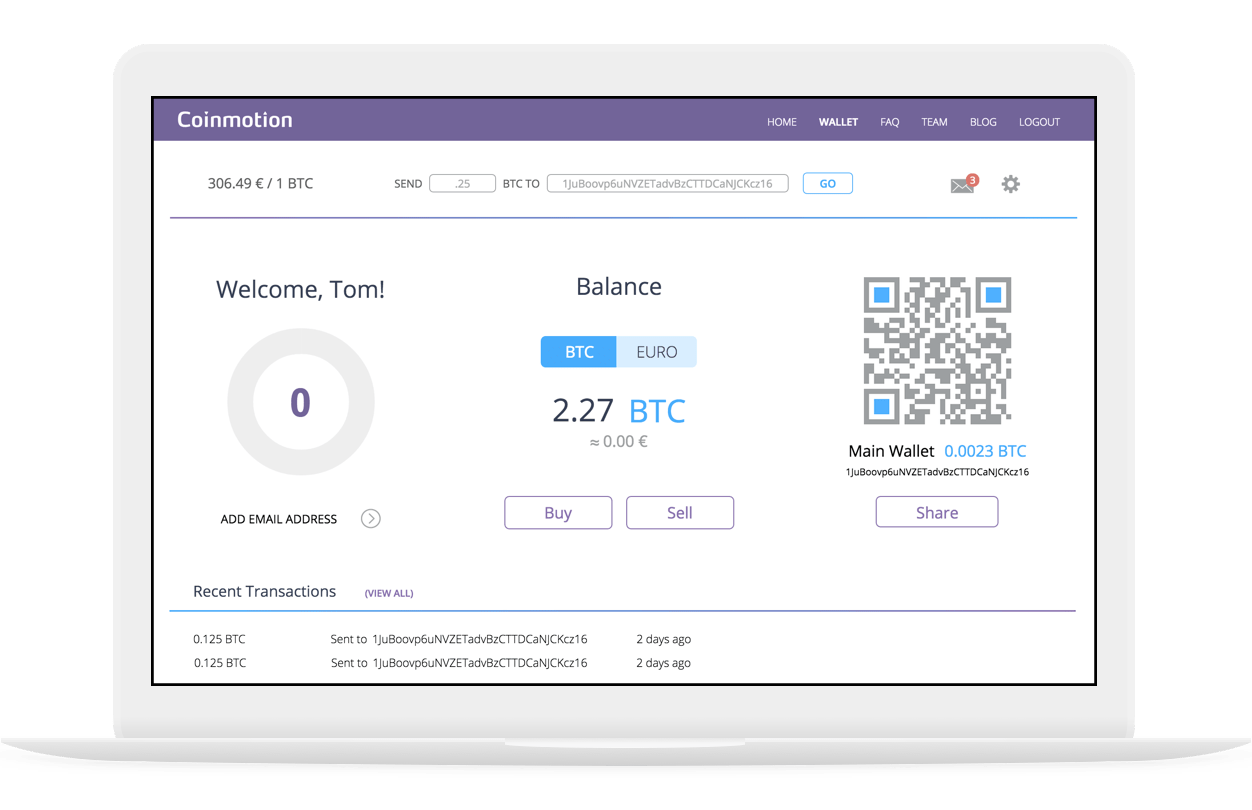 Coinmotion HOME WALLET FAQ TEAM BLOG LOGOUT
306.49 € / 1 BTC SEND .25 BTC TO 1JuBoovp6uNVZETadvBzCTTDCaNJCKcz16 GO 3
Welcome, Tom!
0
ADD EMAIL ADDRESS
Balance
BTC EURO
2.27 BTC
≈ 0.00 €
Buy Sell
Main Wallet 0.0023 BTC
1JuBoovp6uNVZETadvBzCTTDCaNJCKcz16
Share
Recent Transactions (VIEW ALL)
0.125 BTC Sent to 1JuBoovp6uNVZETadvBzCTTDCaNJCKcz16 2 days ago
0.125 BTC Sent to 1JuBoovp6uNVZETadvBzCTTDCaNJCKcz16 2 days ago